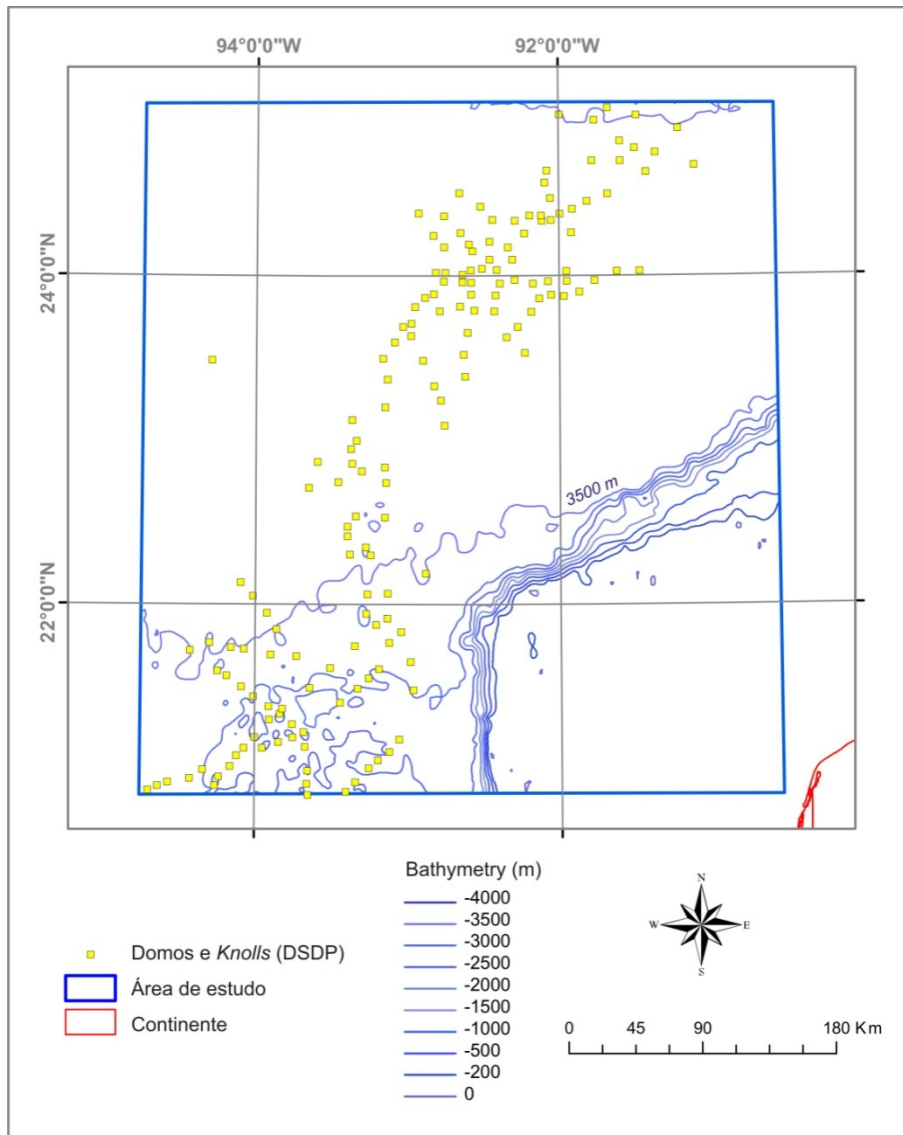 94°0'0"W 92°0'0"W
24°0'0"N
3500 m
22°0'0"N
Bathymetry (m)
-4000
-3500
-3000
-2500
-2000
-1500
-1000
-500
-200
0
Domos e Knolls (DSDP)
Área de estudo
Continente
N
W E
S
0 45 90 180 Km